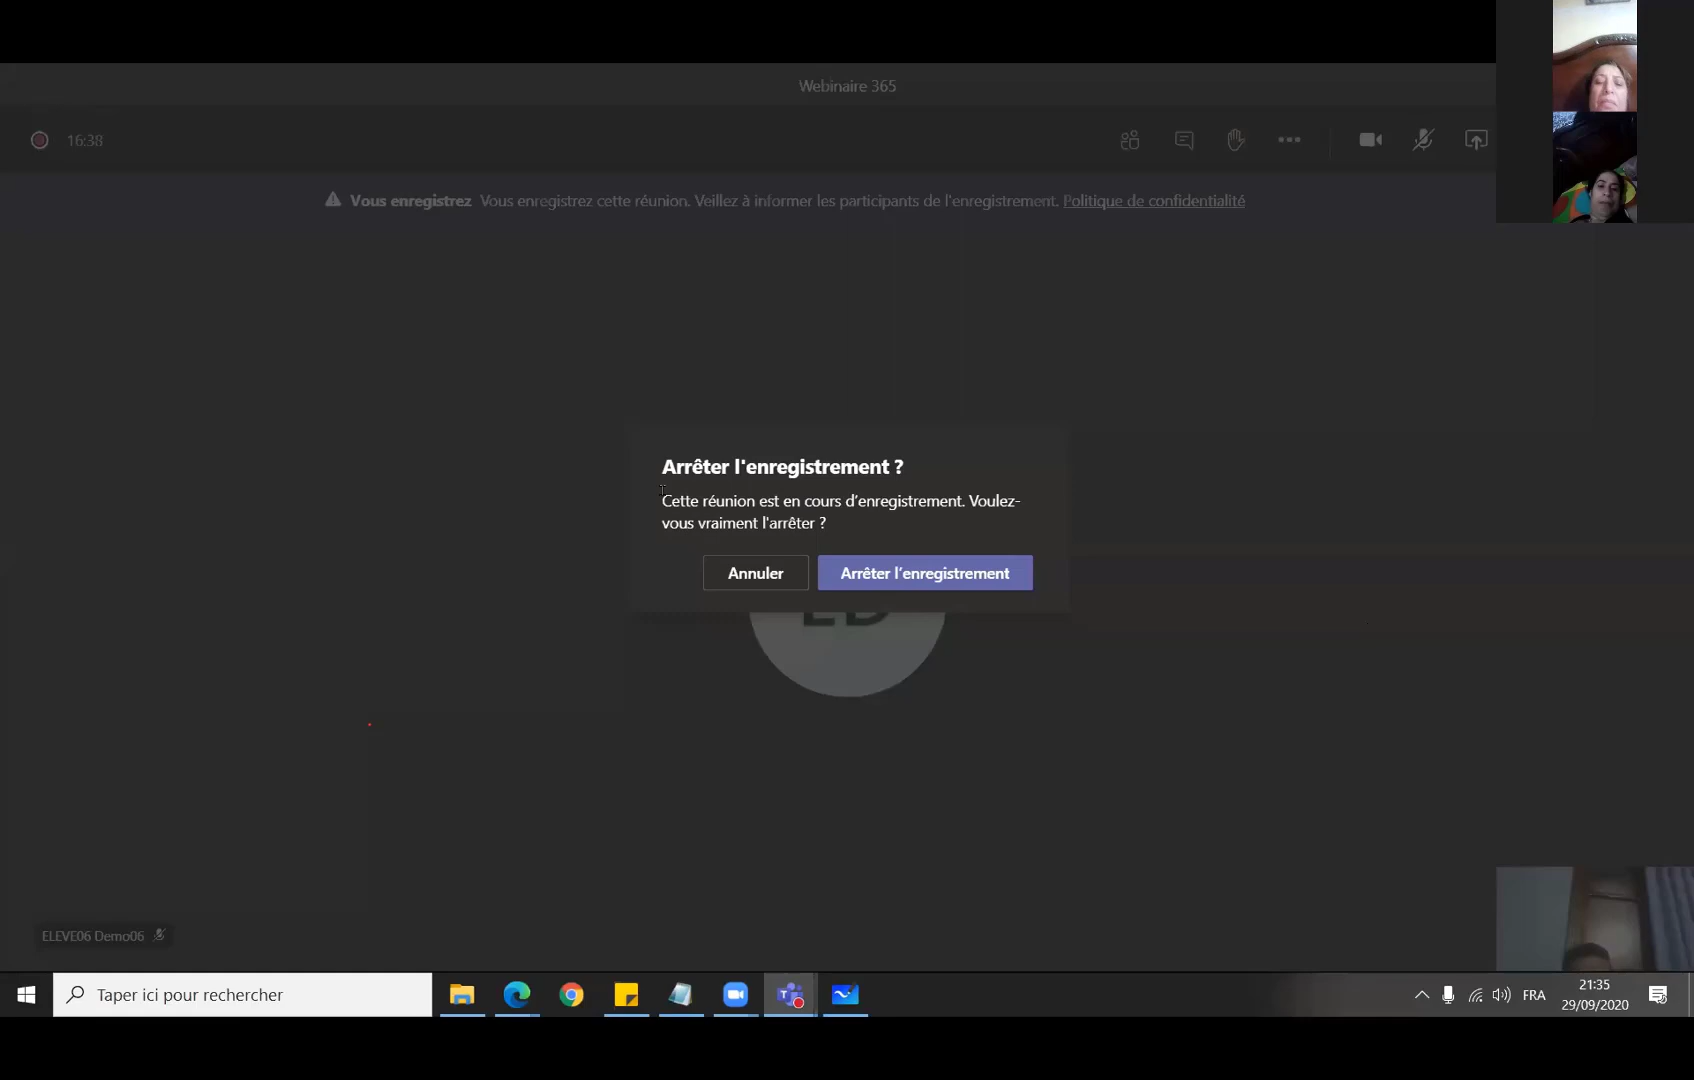 Webinaire 365
16:38
Vous enregistrez Vous enregistrez cette réunion. Veillez à informer les participants de l'enregistrement. Politique de confidentialité
Arrêter l'enregistrement ?
Cette réunion est en cours d’enregistrement. Voulez-
vous vraiment l'arrêter ?
Annuler
Arrêter l’enregistrement
ED
ELEVE06 Demo06
Taper ici pour rechercher
FRA
21:35
29/09/2020